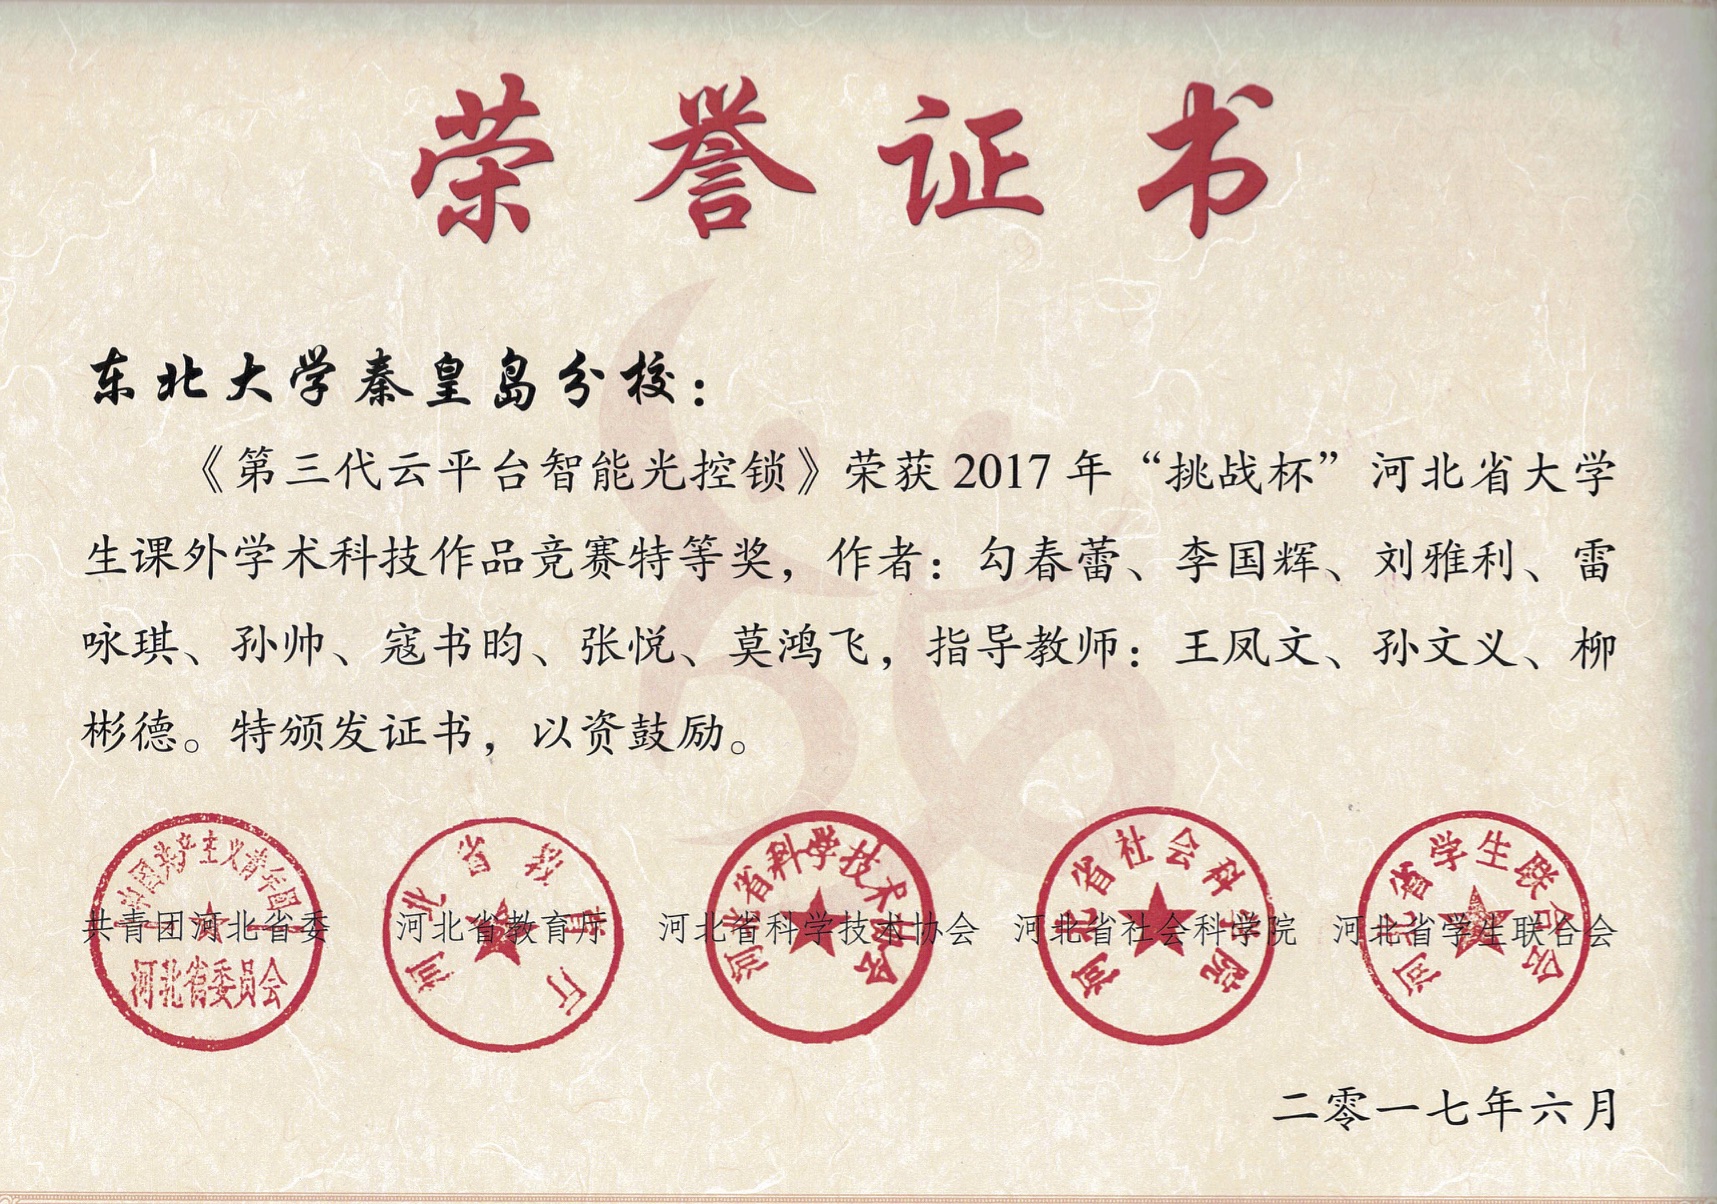 荣誉证书
东北大学秦皇岛分校：
《第三代云平台智能光控锁》荣获 2017 年“挑战杯”河北省大学
生课外学术科技作品竞赛特等奖，作者：勾春蕾、李国辉、刘雅利、雷
咏琪、孙帅、寇书昀、张悦、莫鸿飞，指导教师：王凤文、孙文义、柳
彬德。特颁发证书，以资鼓励。
共青团河北省委 河北省教育厅 河北省科学技术协会 河北省社会科学院 河北省学生联合会
中国共产主义青年团
河北省委员会
河北省教育厅
河北省科学技术协会
河北省社会科学院
河北省学生联合会
二零一七年六月